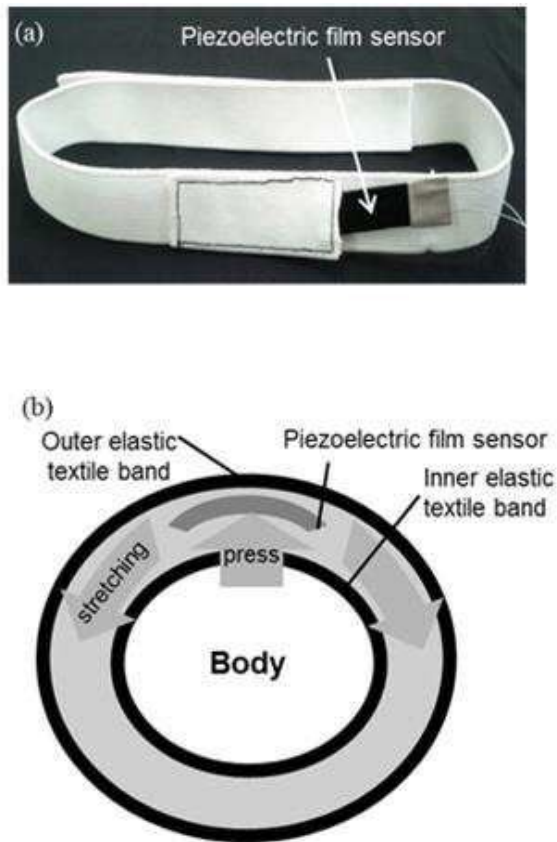 (a)
Piezoelectric film sensor
(b)
Outer elastic
textile band
Piezoelectric film sensor
Inner elastic
textile band
stretching
press
Body